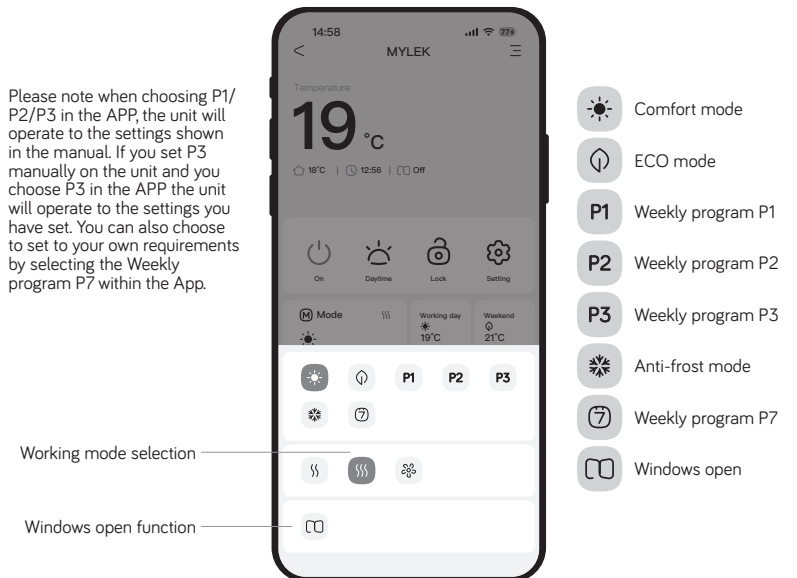 Please note when choosing P1/
P2/P3 in the APP, the unit will
operate to the settings shown
in the manual. If you set P3
manually on the unit and you
choose P3 in the APP the unit
will operate to the settings you
have set. You can also choose
to set to your own requirements
by selecting the Weekly
program P7 within the App.
14:58 77
MYLEK
Temperature
19 °C
18°C | 12:56 | Off
On Daytime Lock Setting
M Mode Working day Weekend
19°C 21°C
P1 P2 P3
7
Working mode selection
Windows open function
Comfort mode
ECO mode
P1 Weekly program P1
P2 Weekly program P2
P3 Weekly program P3
Anti-frost mode
7 Weekly program P7
Windows open